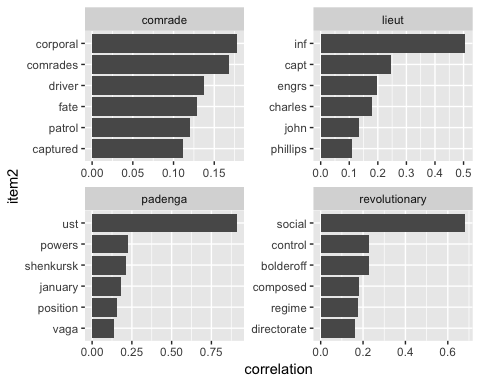 comrade
corporal
comrades
driver
fate
patrol
captured
0.00 0.05 0.10 0.15
lieut
inf
capt
engrs
charles
john
phillips
0.0 0.1 0.2 0.3 0.4 0.5
padenga
ust
powers
shenkursk
january
position
vaga
0.00 0.25 0.50 0.75
revolutionary
social
control
bolderoff
composed
regime
directorate
0.0 0.2 0.4 0.6
item2
correlation